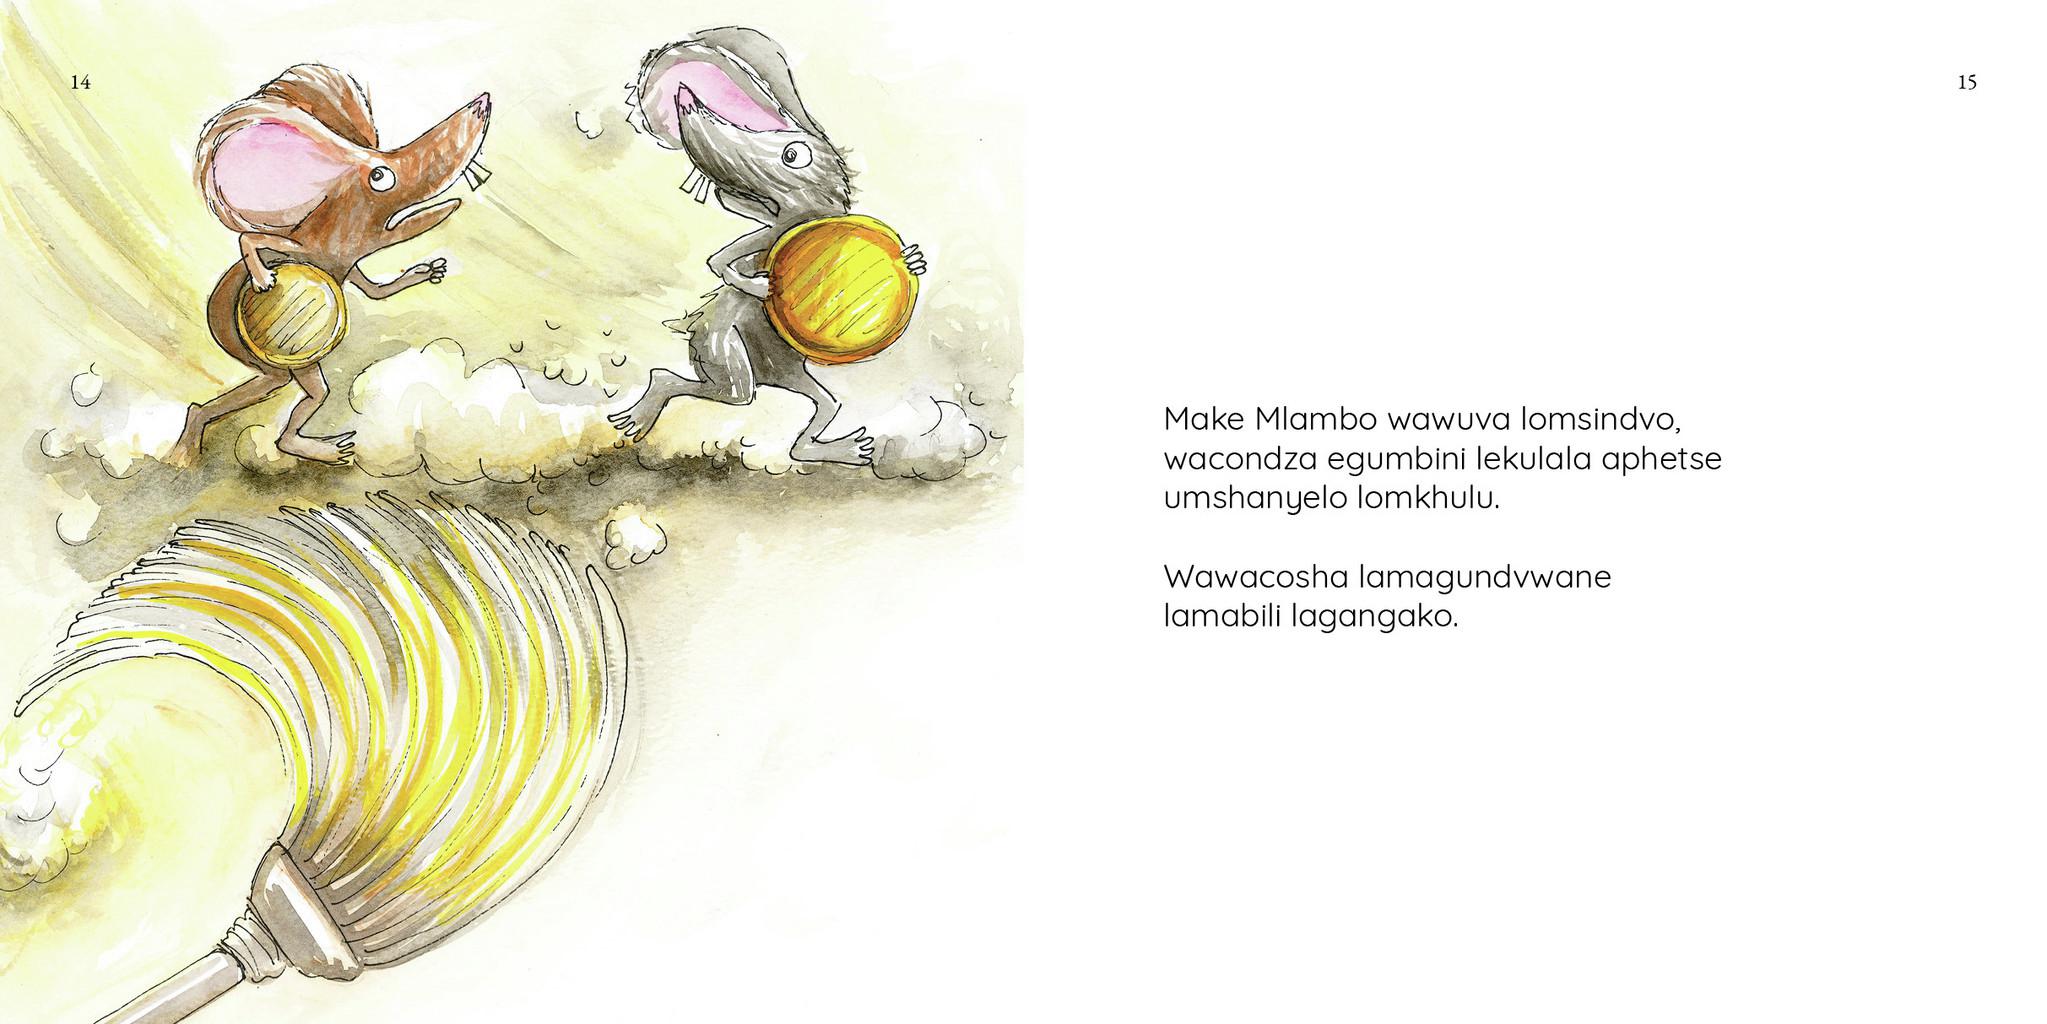 14
15
Make Mlambo wawuva lomsindvo,
wacondza egumbini lekulala aphetse
umshanyelo lomkhulu.
Wawacosha lamagundvwane
lamabili lagangako.